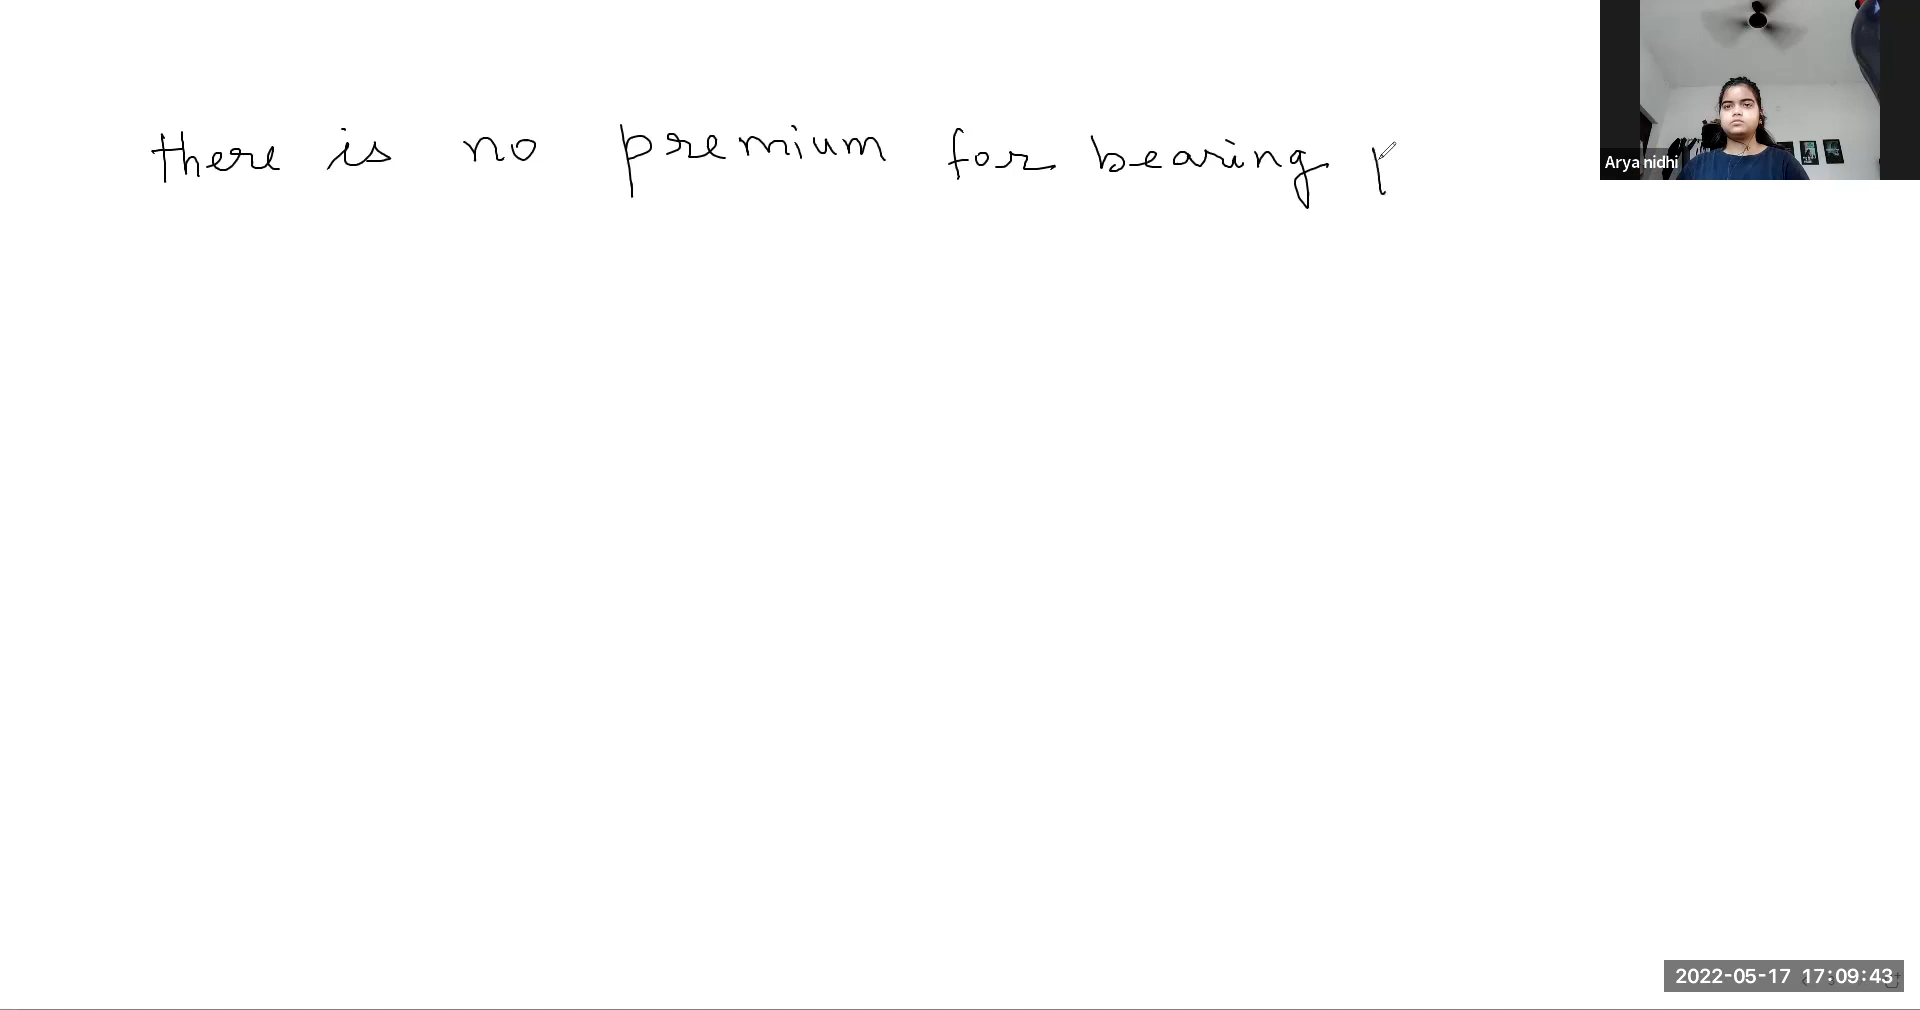 there is no premium for bearing
Arya nidhi
2022-05-17 17:09:43